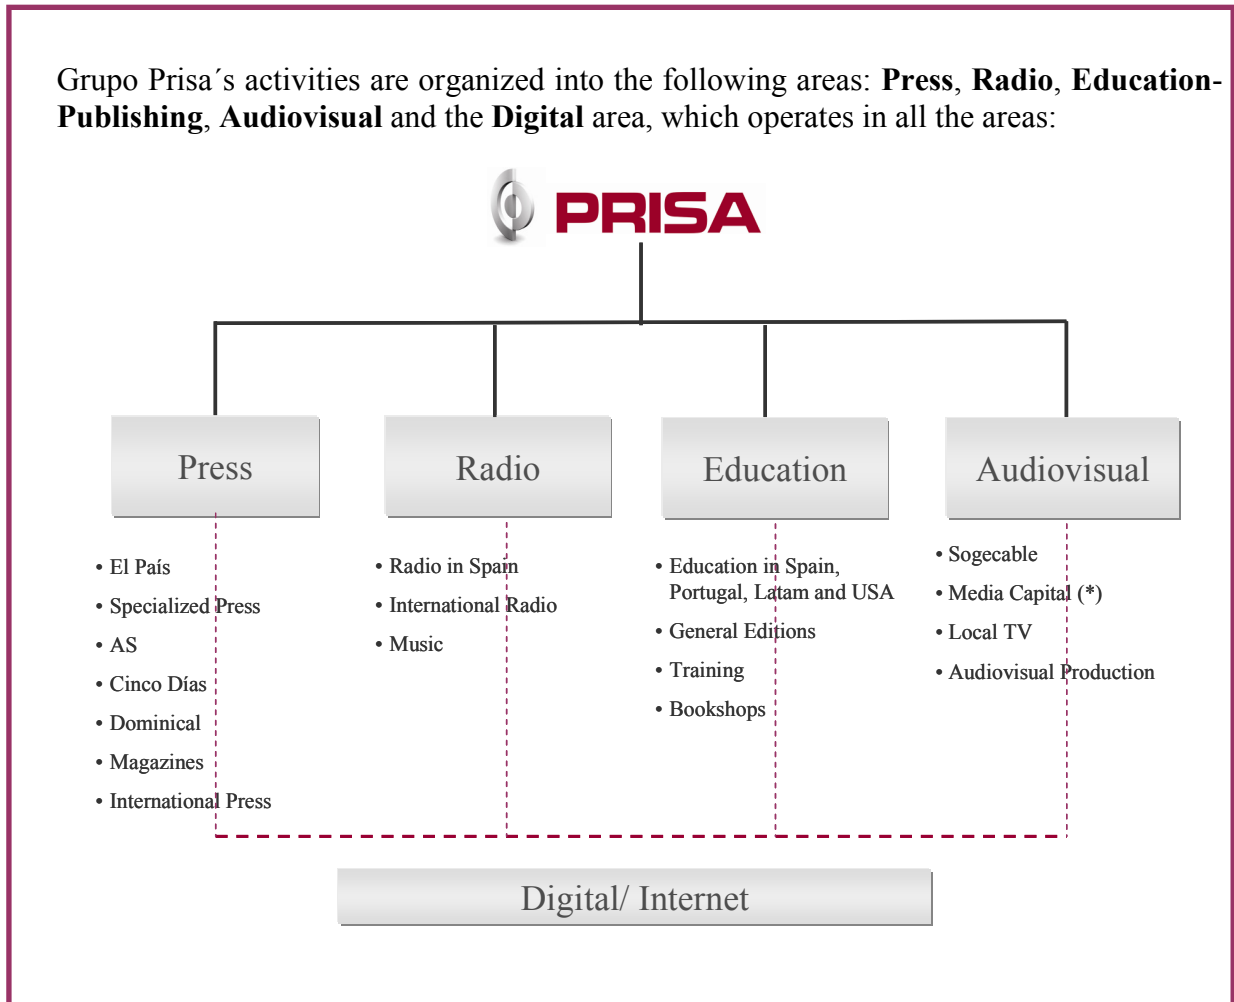 Grupo Prisa´s activities are organized into the following areas: Press, Radio, Education-
Publishing, Audiovisual and the Digital area, which operates in all the areas:
PRISA
Press
Radio
Education
Audiovisual
• El País
• Specialized Press
• AS
• Cinco Días
• Dominical
• Magazines
• International Press
• Radio in Spain
• International Radio
• Music
• Education in Spain,
Portugal, Latam and USA
• General Editions
• Training
• Bookshops
• Sogecable
• Media Capital (*)
• Local TV
• Audiovisual Production
Digital/ Internet